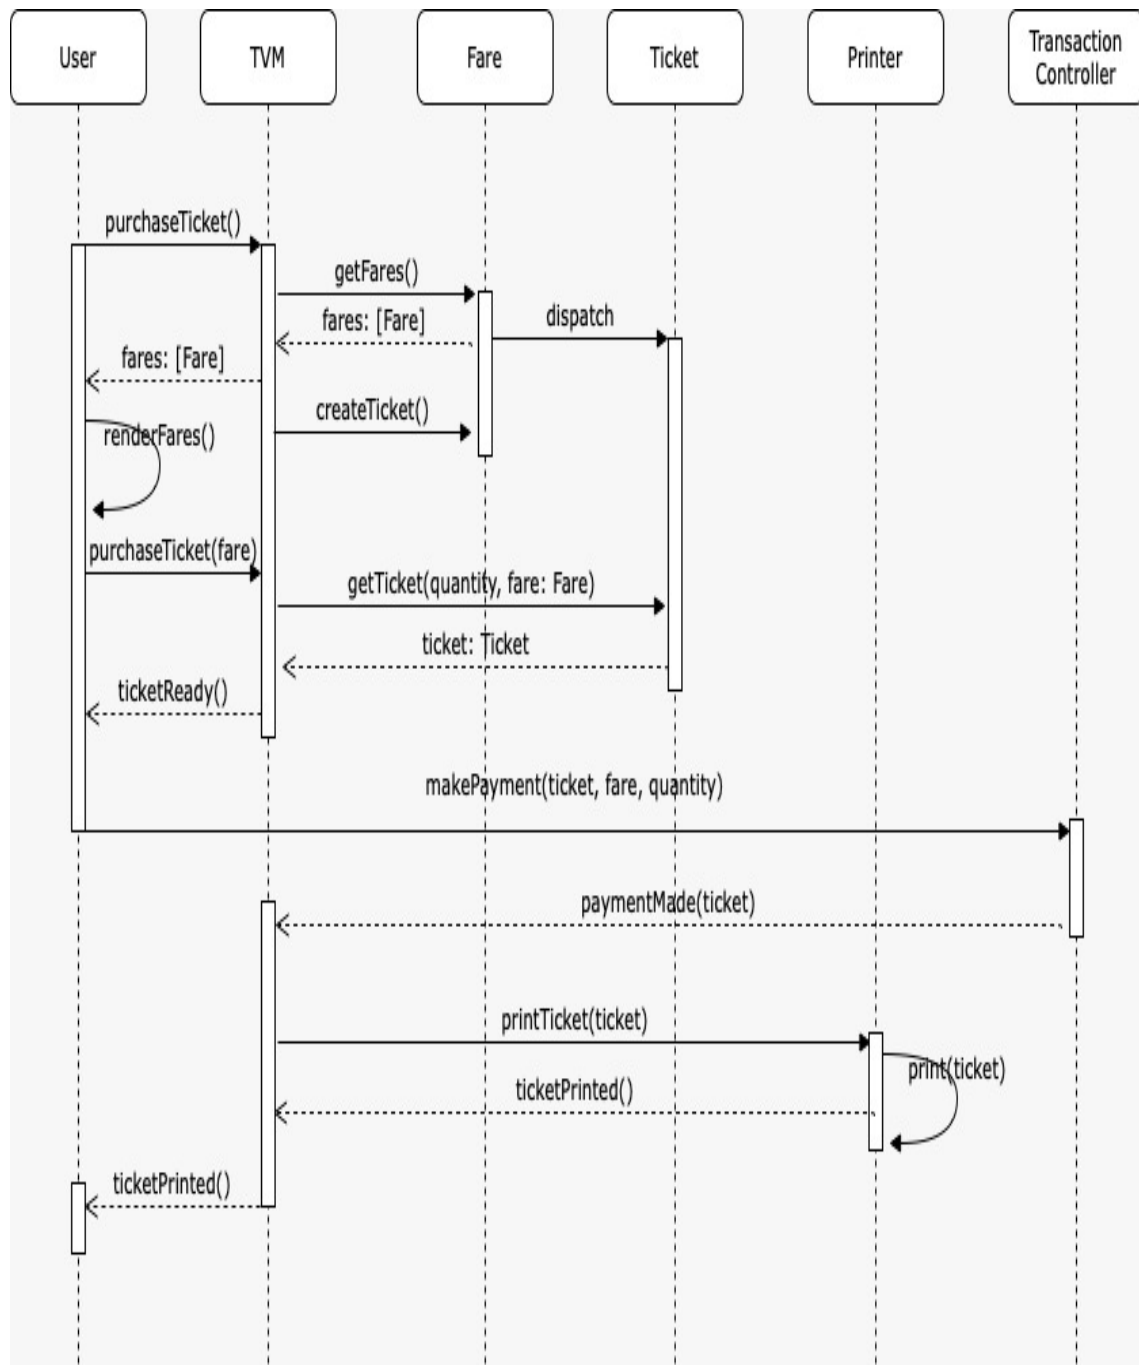 User
TVM
Fare
Ticket
Printer
Transaction
Controller
purchaseTicket()
getFares()
dispatch
fares: [Fare]
fares: [Fare]
createTicket()
renderFares()
purchaseTicket(fare)
getTicket(quantity, fare: Fare)
ticket: Ticket
ticketReady()
makePayment(ticket, fare, quantity)
paymentMade(ticket)
printTicket(ticket)
print(ticket)
ticketPrinted()
ticketPrinted()